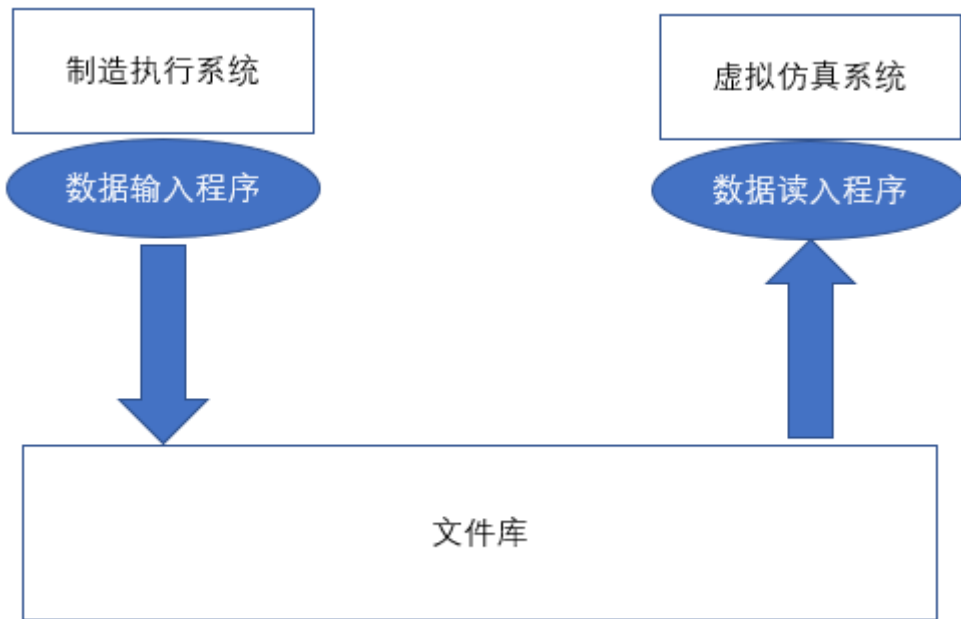 制造执行系统
虚拟仿真系统
数据输入程序
数据读入程序
文件库